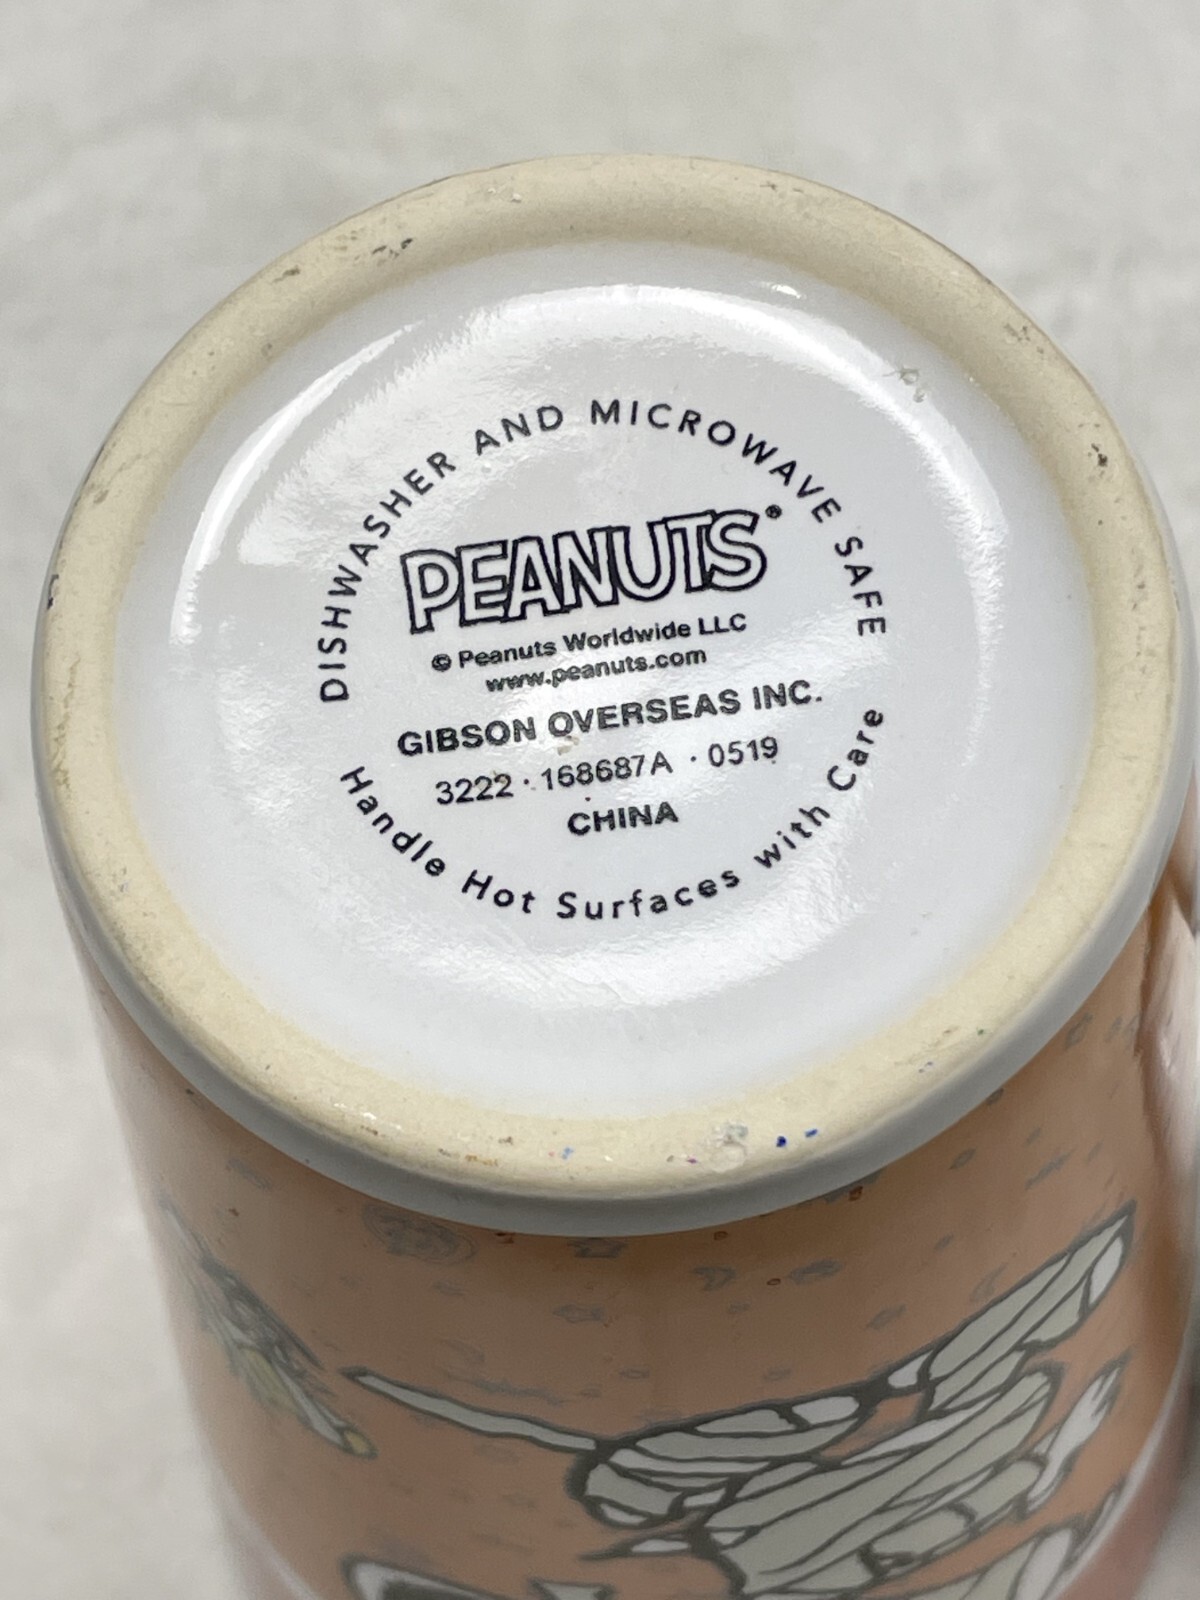 DISHWASHER AND MICROWAVE SAFE
PEANUTS®
© Peanuts Worldwide LLC
www.peanuts.com
GIBSON OVERSEAS INC.
3222 · 168687A · 0519
CHINA
Handle Hot Surfaces with Care